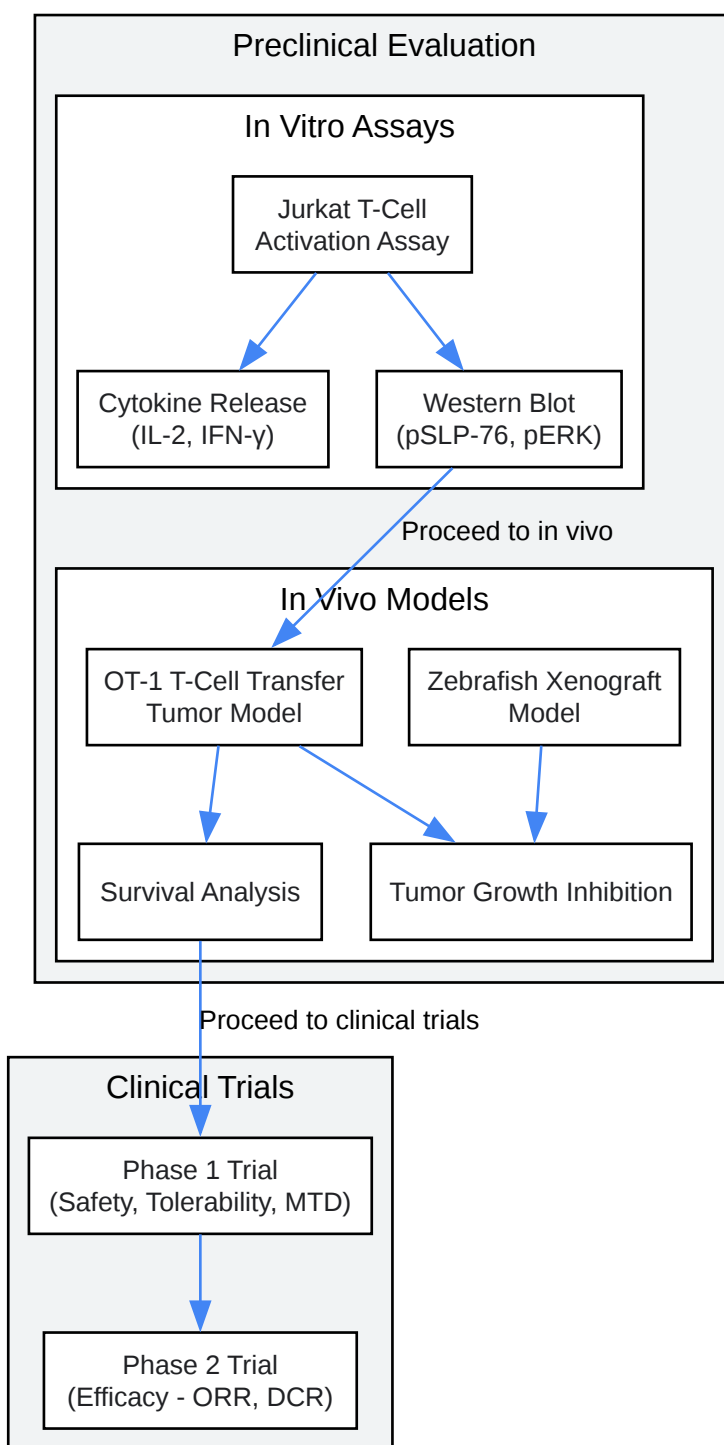 Preclinical Evaluation
In Vitro Assays
Jurkat T-Cell
Activation Assay
Cytokine Release
(IL-2, IFN-γ)
Western Blot
(pSLP-76, pERK)
Proceed to in vivo
In Vivo Models
OT-1 T-Cell Transfer
Tumor Model
Zebrafish Xenograft
Model
Survival Analysis
Tumor Growth Inhibition
Proceed to clinical trials
Clinical Trials
Phase 1 Trial
(Safety, Tolerability, MTD)
Phase 2 Trial
(Efficacy - ORR, DCR)